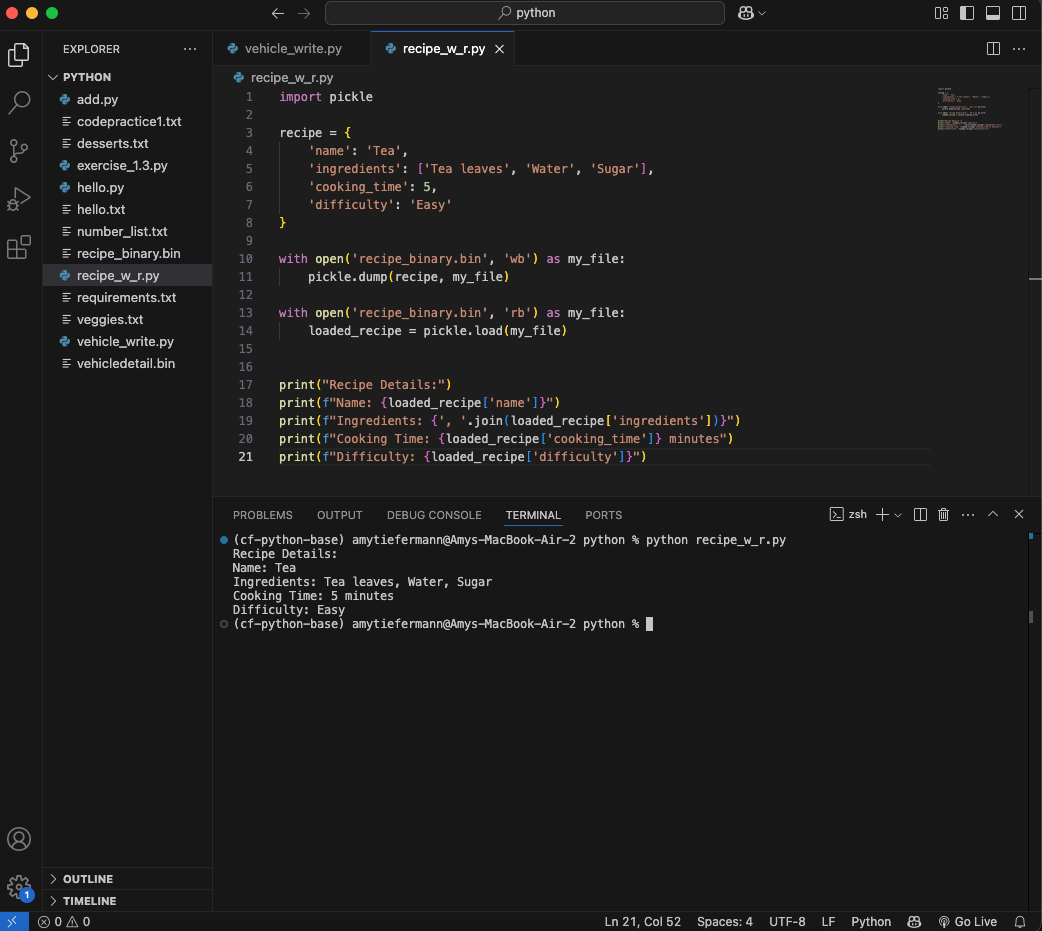 python
EXPLORER
PYTHON
add.py
codepractice1.txt
desserts.txt
exercise_1.3.py
hello.py
hello.txt
number_list.txt
recipe_binary.bin
recipe_w_r.py
requirements.txt
veggies.txt
vehicle_write.py
vehicledetail.bin
OUTLINE
TIMELINE
vehicle_write.py recipe_w_r.py
recipe_w_r.py
1 import pickle
2
3 recipe = {
4     'name': 'Tea',
5     'ingredients': ['Tea leaves', 'Water', 'Sugar'],
6     'cooking_time': 5,
7     'difficulty': 'Easy'
8 }
9
10 with open('recipe_binary.bin', 'wb') as my_file:
11     pickle.dump(recipe, my_file)
12
13 with open('recipe_binary.bin', 'rb') as my_file:
14     loaded_recipe = pickle.load(my_file)
15
16
17 print("Recipe Details:")
18 print(f"Name: {loaded_recipe['name']}")
19 print(f"Ingredients: {', '.join(loaded_recipe['ingredients'])}")
20 print(f"Cooking Time: {loaded_recipe['cooking_time']} minutes")
21 print(f"Difficulty: {loaded_recipe['difficulty']}")
PROBLEMS OUTPUT DEBUG CONSOLE TERMINAL PORTS zsh
(cf-python-base) amytiefermann@Amys-MacBook-Air-2 python % python recipe_w_r.py
Recipe Details:
Name: Tea
Ingredients: Tea leaves, Water, Sugar
Cooking Time: 5 minutes
Difficulty: Easy
(cf-python-base) amytiefermann@Amys-MacBook-Air-2 python %
1
0 0 Ln 21, Col 52 Spaces: 4 UTF-8 LF Python Go Live